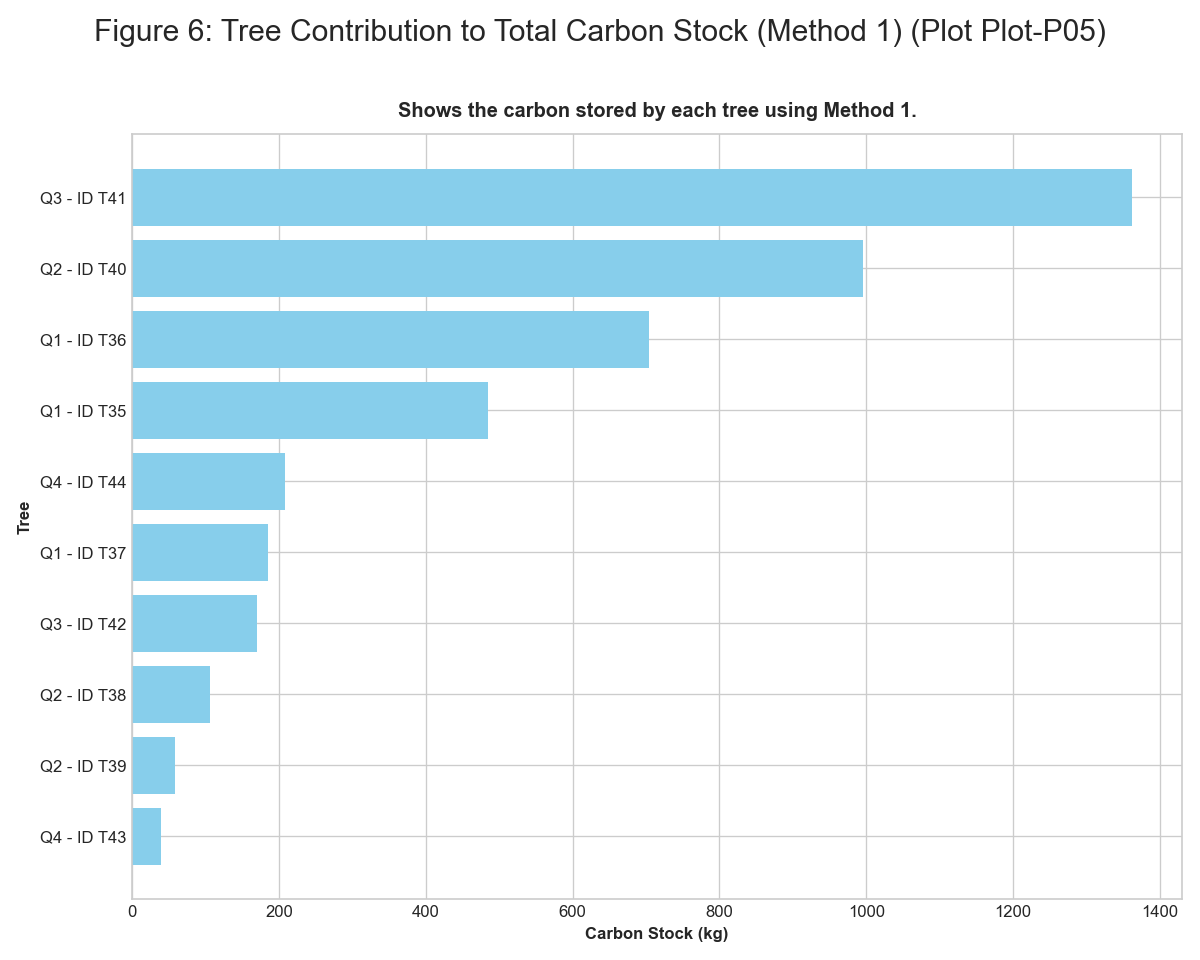 Figure 6: Tree Contribution to Total Carbon Stock (Method 1) (Plot Plot-P05)
Shows the carbon stored by each tree using Method 1.
Q3 - ID T41
Q2 - ID T40
Q1 - ID T36
Q1 - ID T35
Q4 - ID T44
Q1 - ID T37
Q3 - ID T42
Q2 - ID T38
Q2 - ID T39
Q4 - ID T43
Tree
0 200 400 600 800 1000 1200 1400
Carbon Stock (kg)